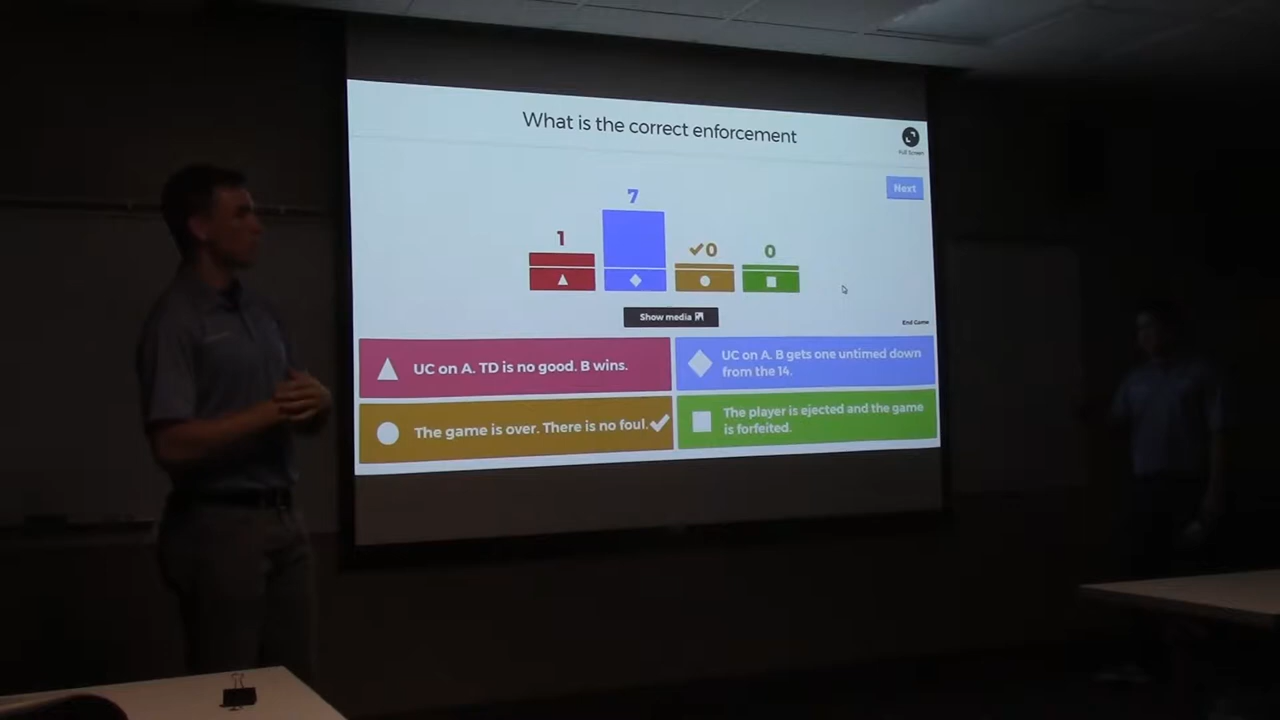 What is the correct enforcement
Full Screen
Next
7
1
0
0
Show media
End Game
UC on A. TD is no good. B wins.
UC on A. B gets one untimed down
from the 14.
The game is over. There is no foul.
The player is ejected and the game
is forfeited.